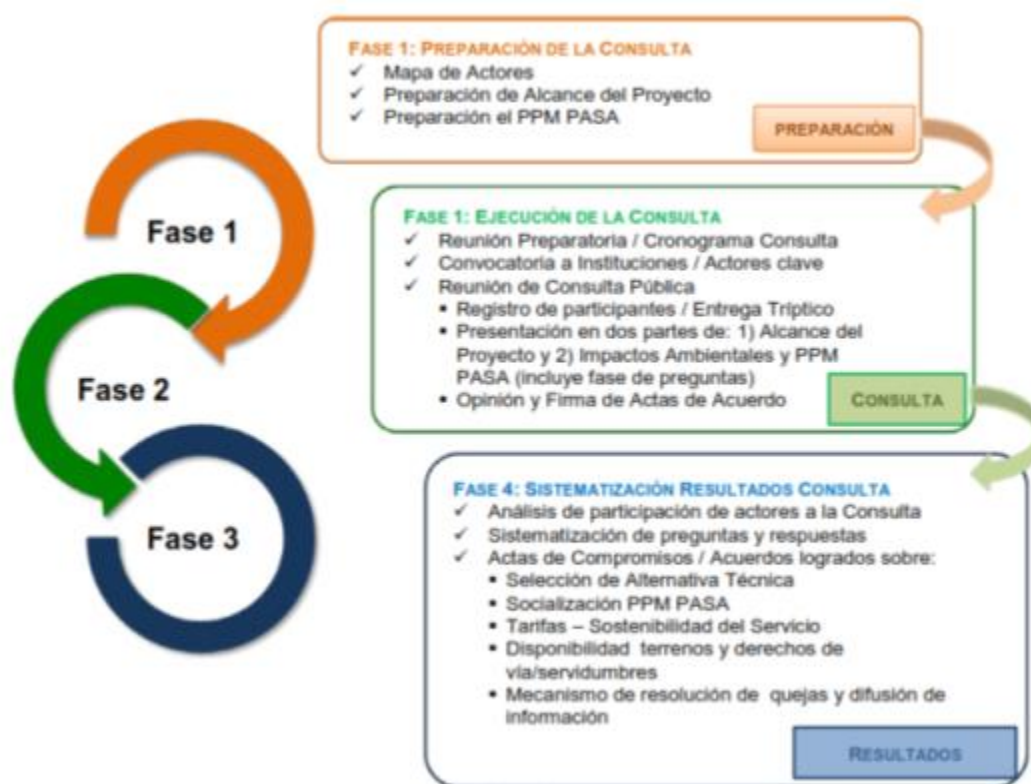 FASE 1: PREPARACIÓN DE LA CONSULTA
✓ Mapa de Actores
✓ Preparación de Alcance del Proyecto
✓ Preparación el PPM PASA
PREPARACIÓN
Fase 1
FASE 1: EJECUCIÓN DE LA CONSULTA
✓ Reunión Preparatoria / Cronograma Consulta
✓ Convocatoria a Instituciones / Actores clave
✓ Reunión de Consulta Pública
▪ Registro de participantes / Entrega Tríptico
▪ Presentación en dos partes de: 1) Alcance del
Proyecto y 2) Impactos Ambientales y PPM
PASA (incluye fase de preguntas)
▪ Opinión y Firma de Actas de Acuerdo
CONSULTA
Fase 2
FASE 4: SISTEMATIZACIÓN RESULTADOS CONSULTA
✓ Análisis de participación de actores a la Consulta
✓ Sistematización de preguntas y respuestas
✓ Actas de Compromisos / Acuerdos logrados sobre:
▪ Selección de Alternativa Técnica
▪ Socialización PPM PASA
▪ Tarifas – Sostenibilidad del Servicio
▪ Disponibilidad terrenos y derechos de
vía/servidumbres
▪ Mecanismo de resolución de quejas y difusión de
información
RESULTADOS
Fase 3